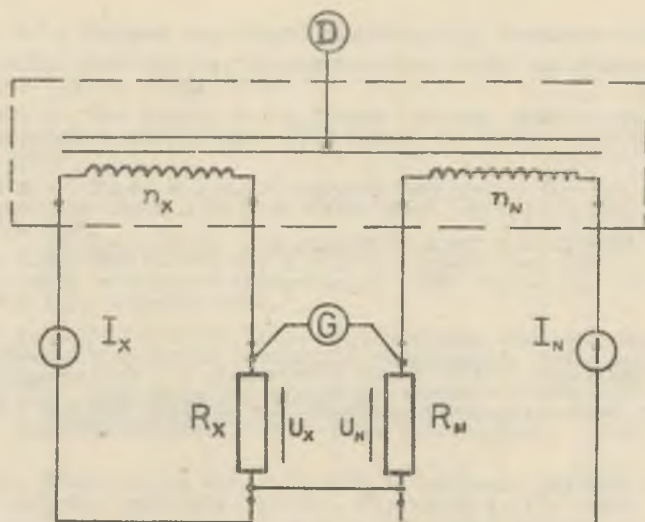 D
n_X n_N
G
I_X I_N
R_X U_X U_N R_N